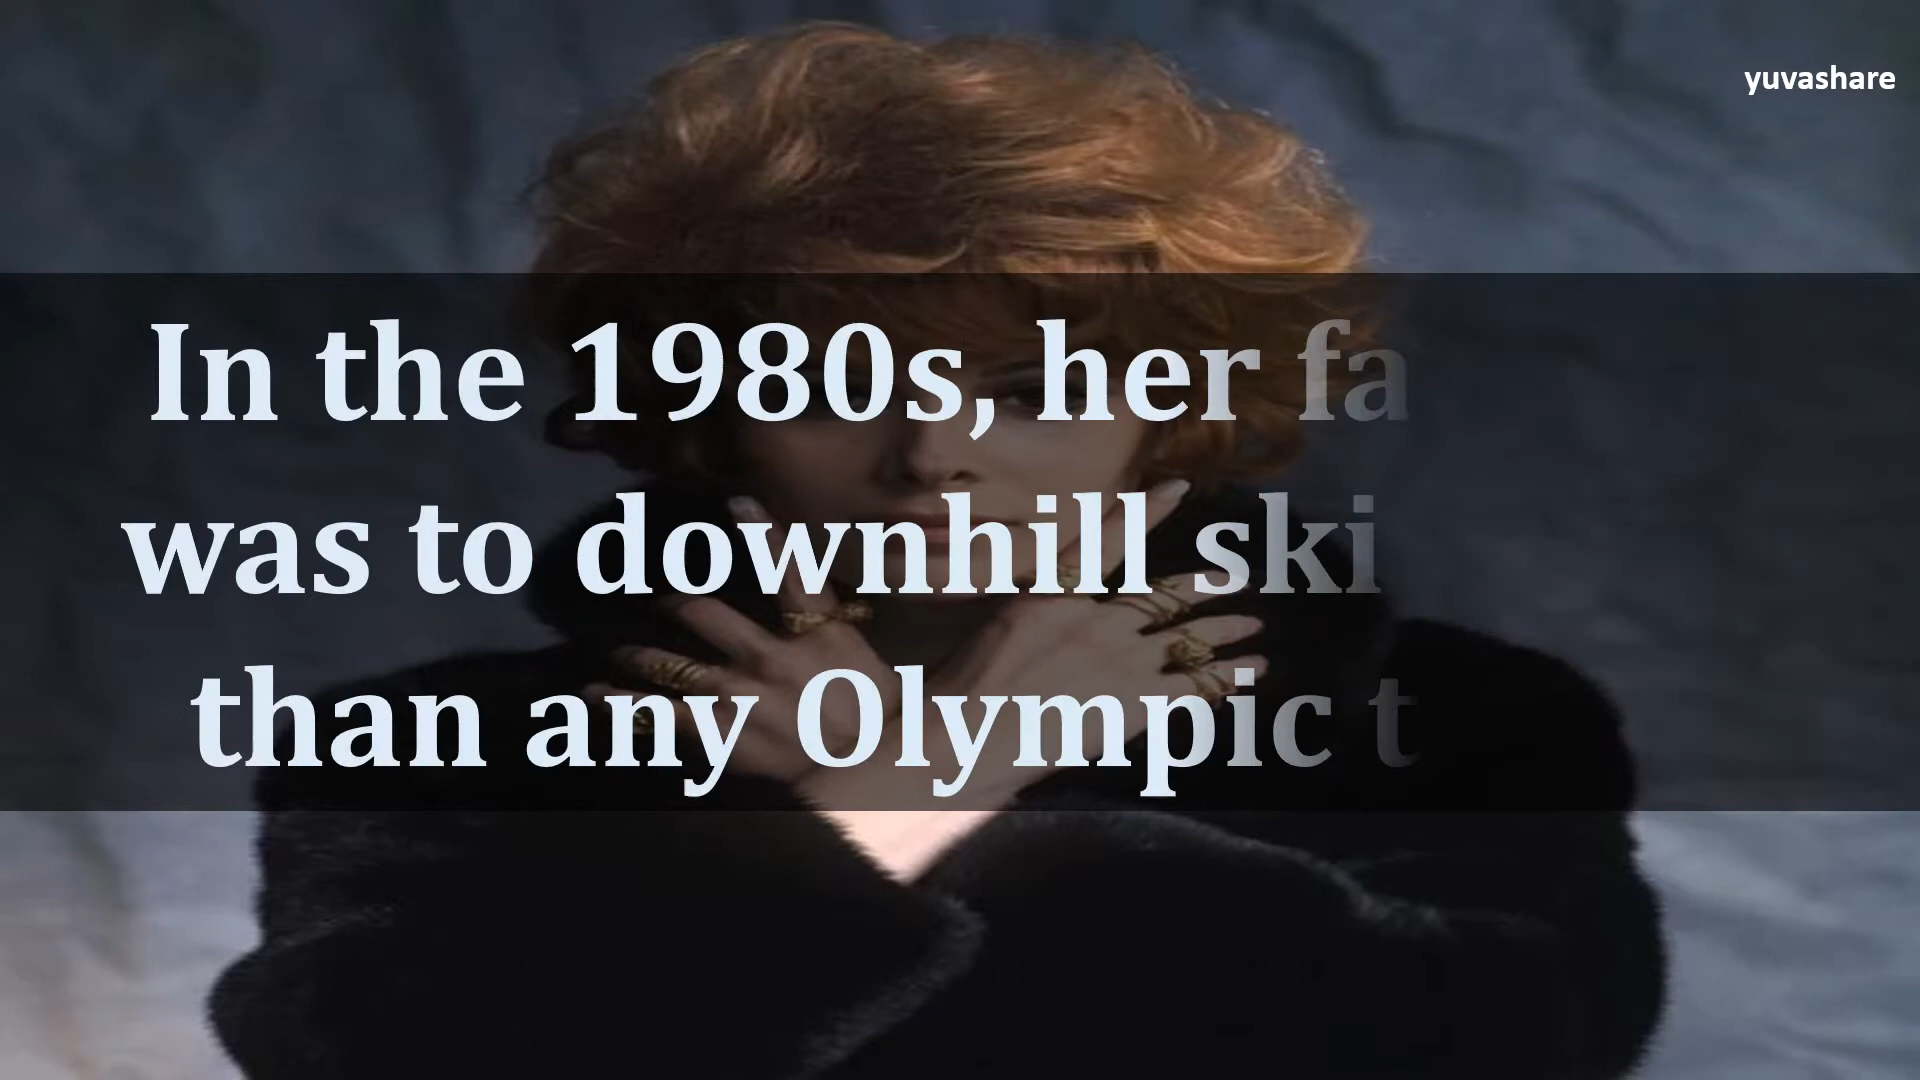 yuvashare
In the 1980s, her fa
was to downhill ski
than any Olympic t